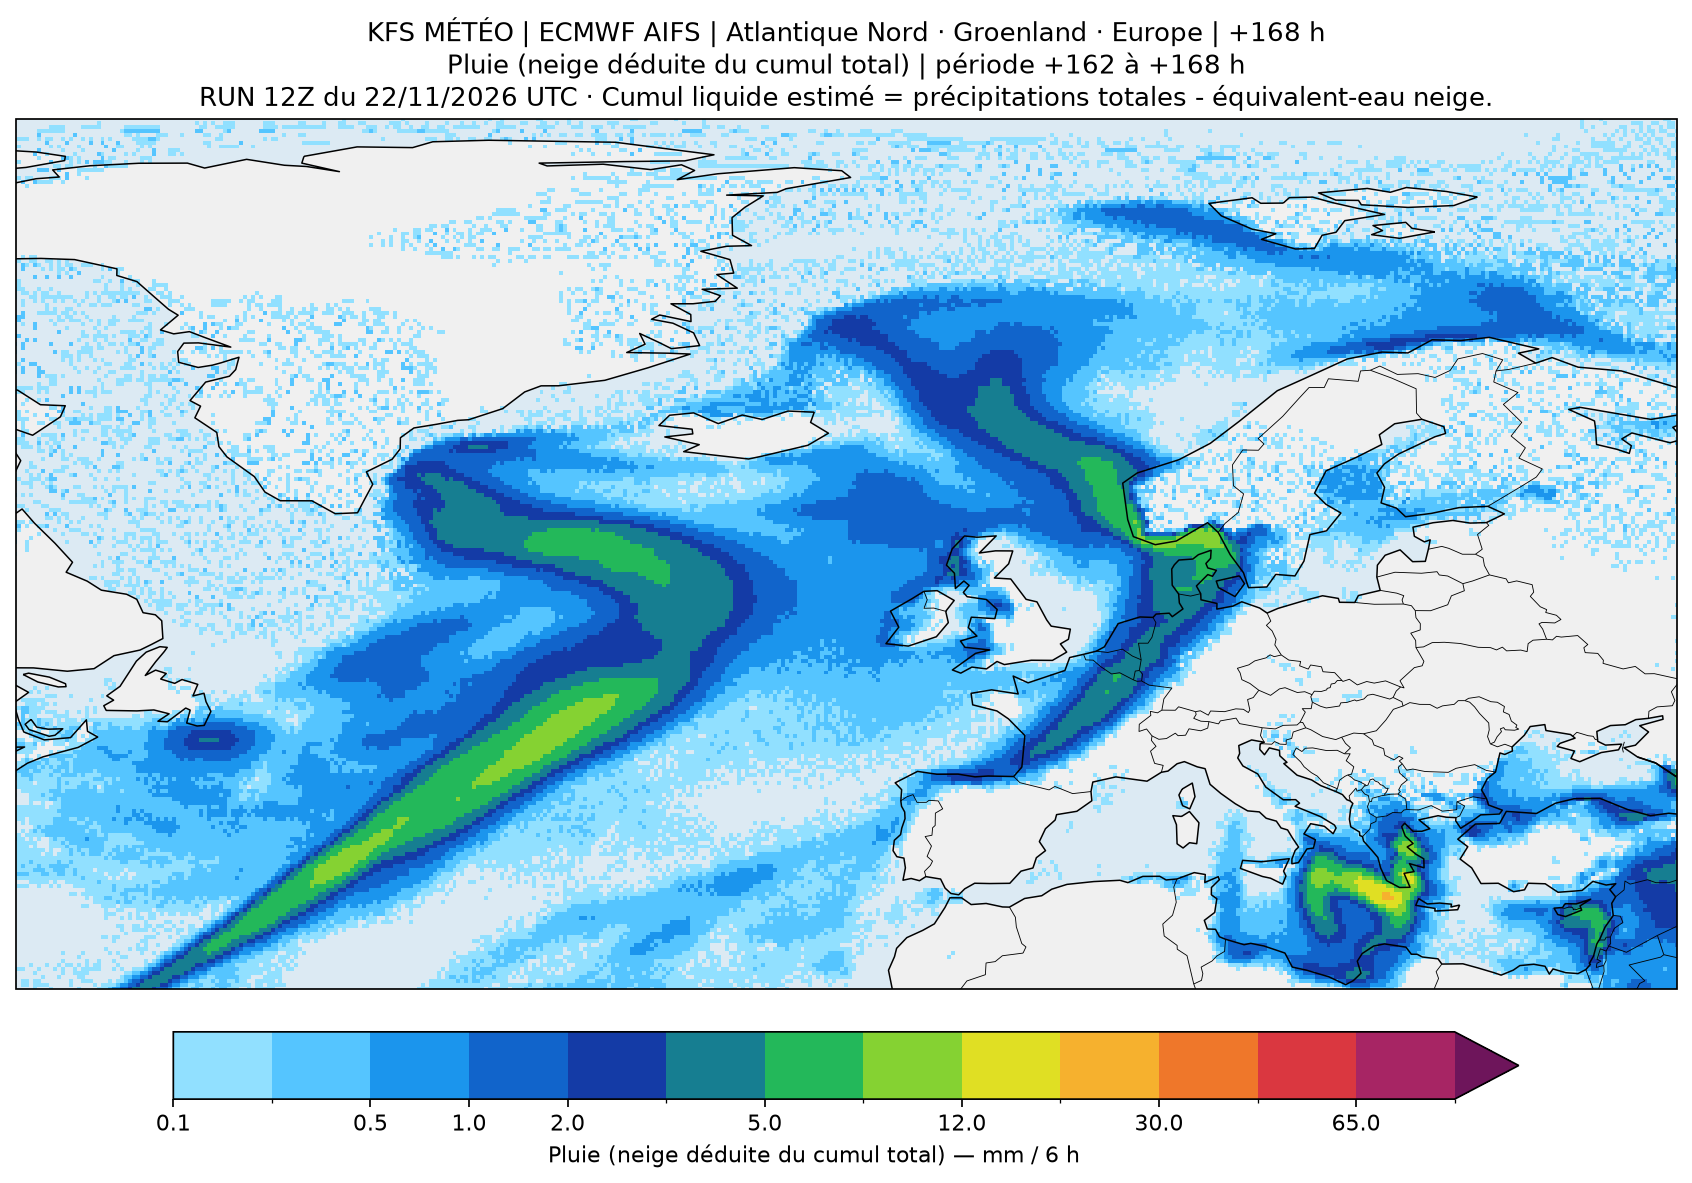 KFS MÉTÉO | ECMWF AIFS | Atlantique Nord · Groenland · Europe | +168 h
Pluie (neige déduite du cumul total) | période +162 à +168 h
RUN 12Z du 22/11/2026 UTC · Cumul liquide estimé = précipitations totales - équivalent-eau neige.
0.1 0.5 1.0 2.0 5.0 12.0 30.0 65.0
Pluie (neige déduite du cumul total) — mm / 6 h